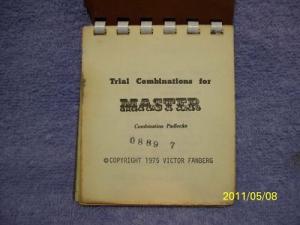 Trial Combinations for
MASTER
Combination Padlocks
0889 7
©COPYRIGHT 1975 VICTOR FANBERG
2011/05/08